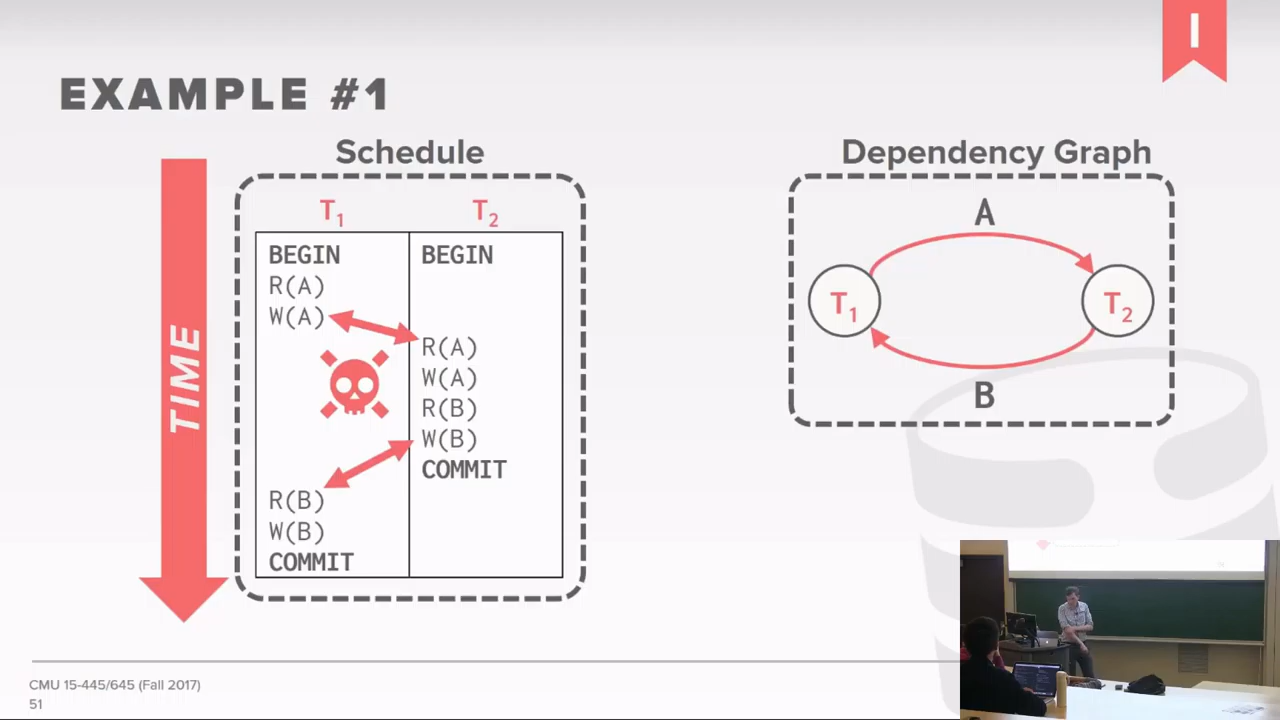 I
EXAMPLE #1
Schedule
Dependency Graph
TIME
T1 T2
BEGIN BEGIN
R(A)
W(A)
R(A)
W(A)
R(B)
W(B)
COMMIT
R(B)
W(B)
COMMIT
A
T1 T2
B
CMU 15-445/645 (Fall 2017)
51